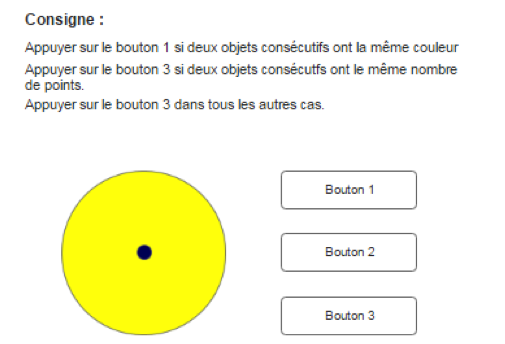 Consigne :
Appuyer sur le bouton 1 si deux objets consécutifs ont la même couleur
Appuyer sur le bouton 3 si deux objets consécutfs ont le même nombre
de points.
Appuyer sur le bouton 3 dans tous les autres cas.
Bouton 1
Bouton 2
Bouton 3